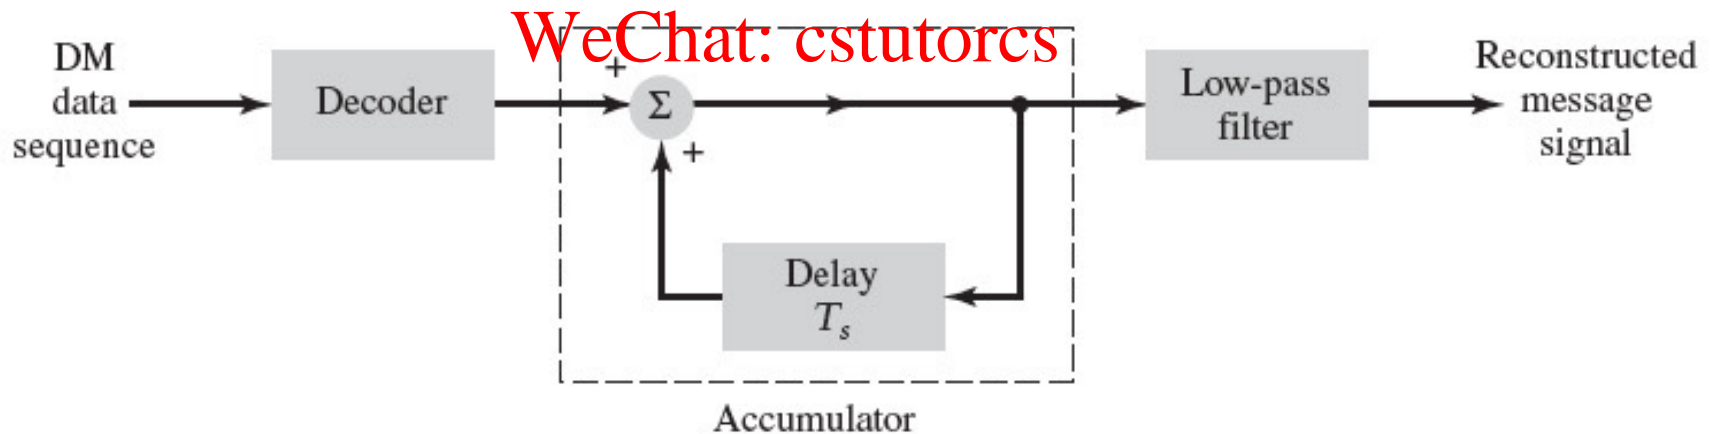 WeChat: cstutorcs
DM
data
sequence
Decoder
+
Σ
+
Delay
T_s
Accumulator
Low-pass
filter
Reconstructed
message
signal